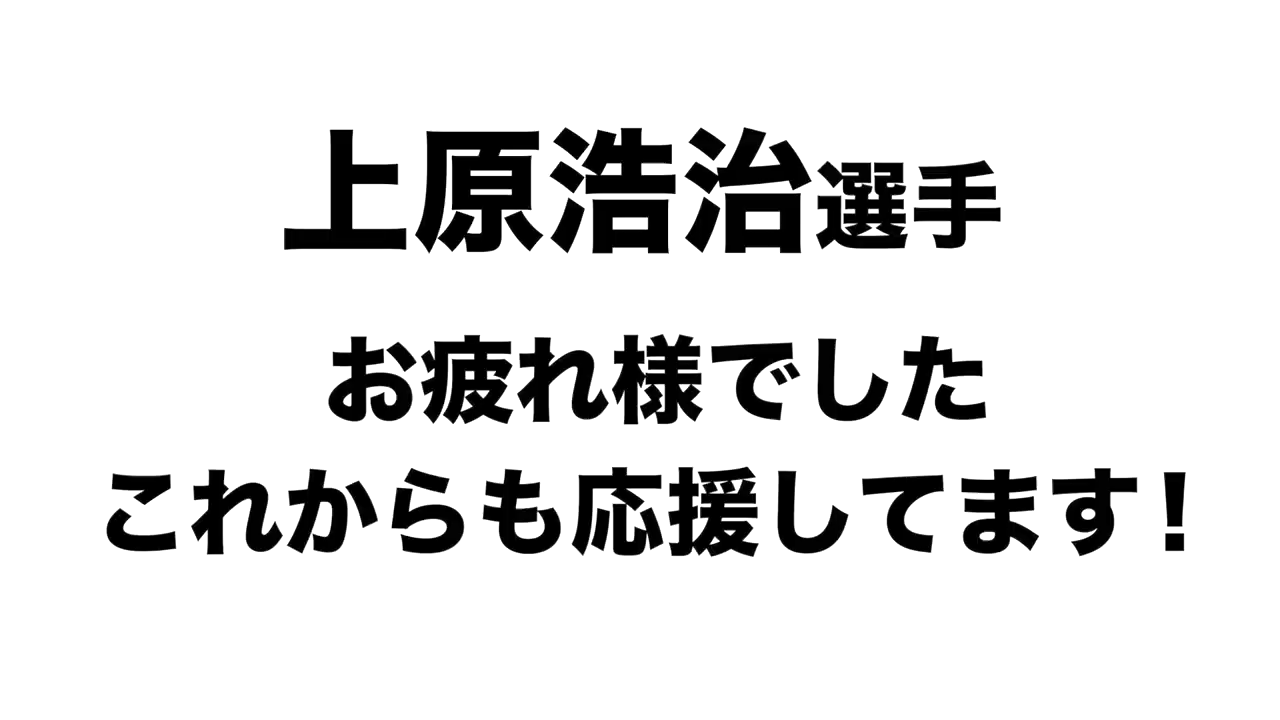 上原浩治選手
お疲れ様でした
これからも応援してます！